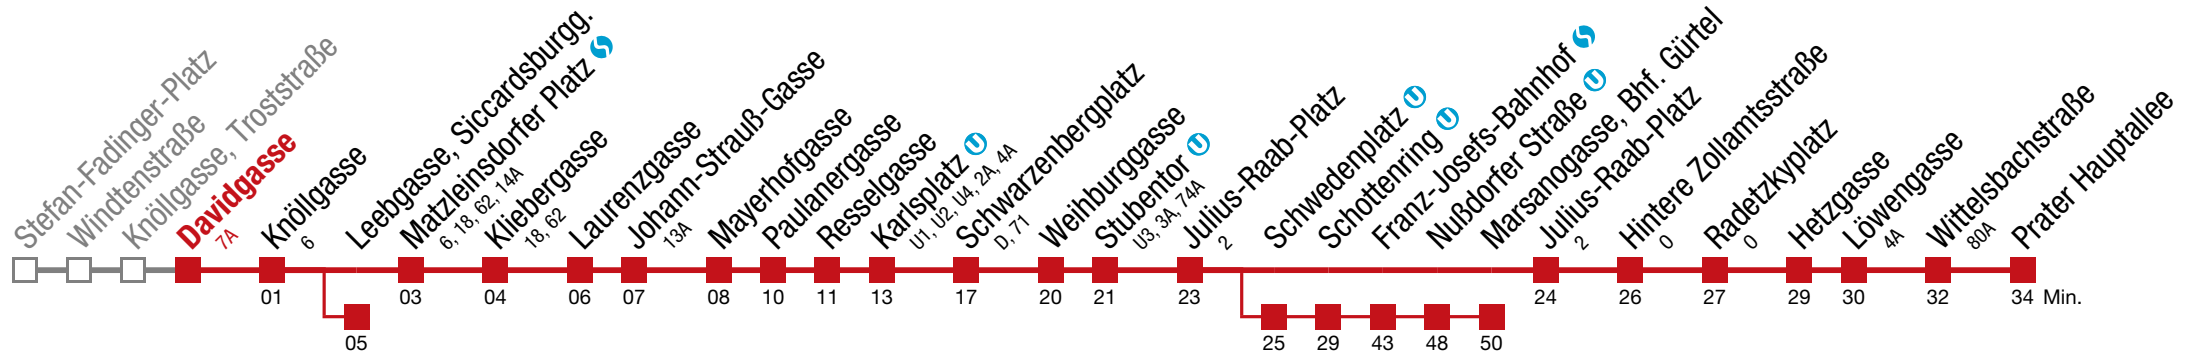 Stefan-Fadinger-Platz
Windtenstraße
Knöllgasse, Troststraße
Davidgasse
7A
Knöllgasse
6
Leebgasse, Siccardsburgg.
Matzleinsdorfer Platz S
6, 18, 62, 14A
Kliebergasse
18, 62
Laurenzgasse
Johann-Strauß-Gasse
13A
Mayerhofgasse
Paulanergasse
Resselgasse
Karlsplatz U
U1, U2, U4, 2A, 4A
Schwarzenbergplatz
D, 71
Weihburggasse
Stubentor U
U3, 3A, 74A
Julius-Raab-Platz
2
Schwedenplatz U
Schottenring U
Franz-Josefs-Bahnhof S
Nußdorfer Straße U
Marsanogasse, Bhf. Gürtel
Julius-Raab-Platz
2
Hintere Zollamtsstraße
0
Radetzkyplatz
0
Hetzgasse
Löwengasse
4A
Wittelsbachstraße
80A
Prater Hauptallee
01 03 04 06 07 08 10 11 13 17 20 21 23 24 26 27 29 30 32 34 Min.
05 25 29 43 48 50